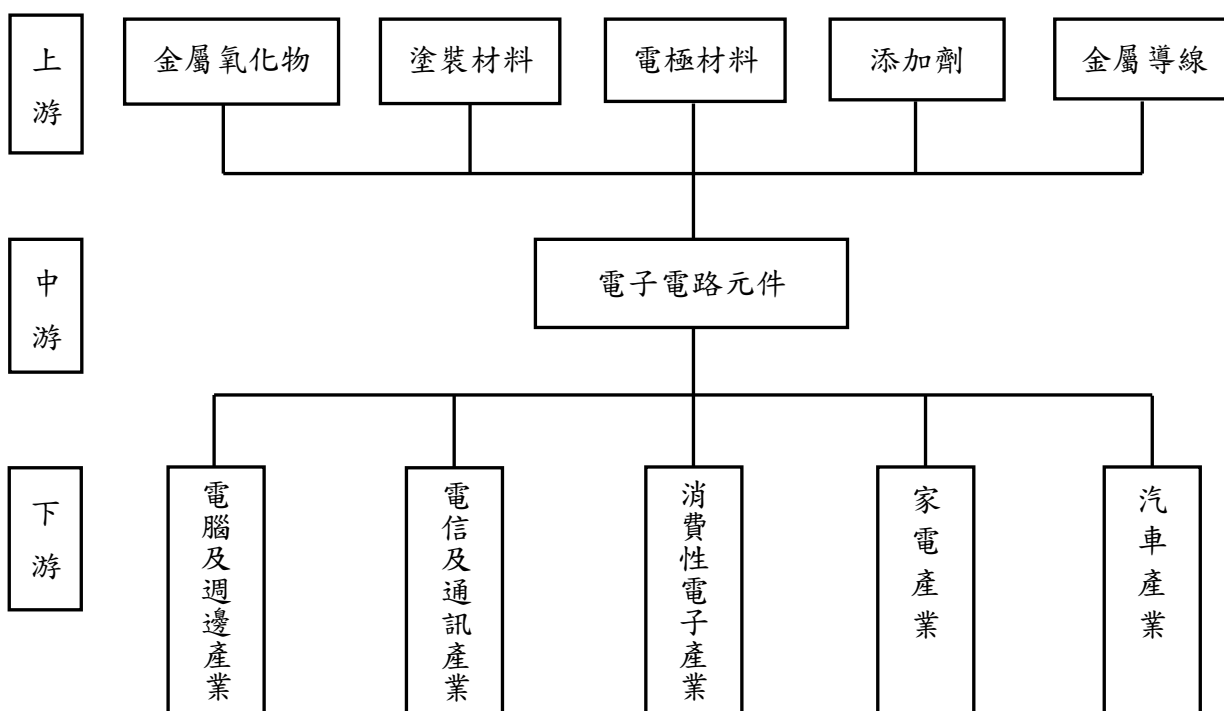 上游
金屬氧化物
塗裝材料
電極材料
添加劑
金屬導線
中游
電子電路元件
下游
電腦及週邊產業
電信及通訊產業
消費性電子產業
家電產業
汽車產業